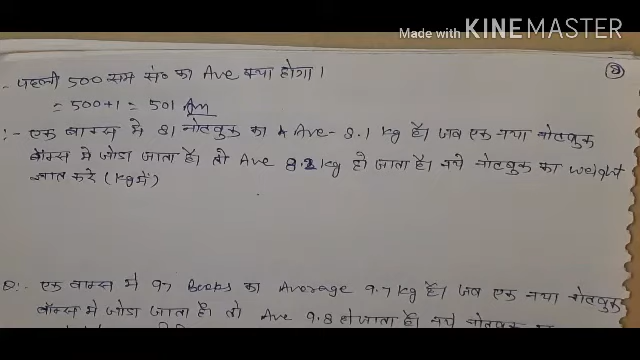 Made with KINEMASTER
पहली 500 सम सं० का Ave क्या होगा।
= 500+1 = 501 Am
:- एक बाक्स मे 81 नोटबुक का Ave - 8.1 kg है। जब एक नया नोटबुक
बॉक्स मे जोडा जाता है। तो Ave 8.2 kg हो जाता है। नये नोटबुक का weight
ज्ञात करे (kg में)
Q:- एक बाक्स मे 97 Books का Average 9.7 kg है। जब एक नया नोटबुक
बॉक्स मे जोडा जाता है। तो Ave 9.8 हो जाता है। नये नोटबुक का